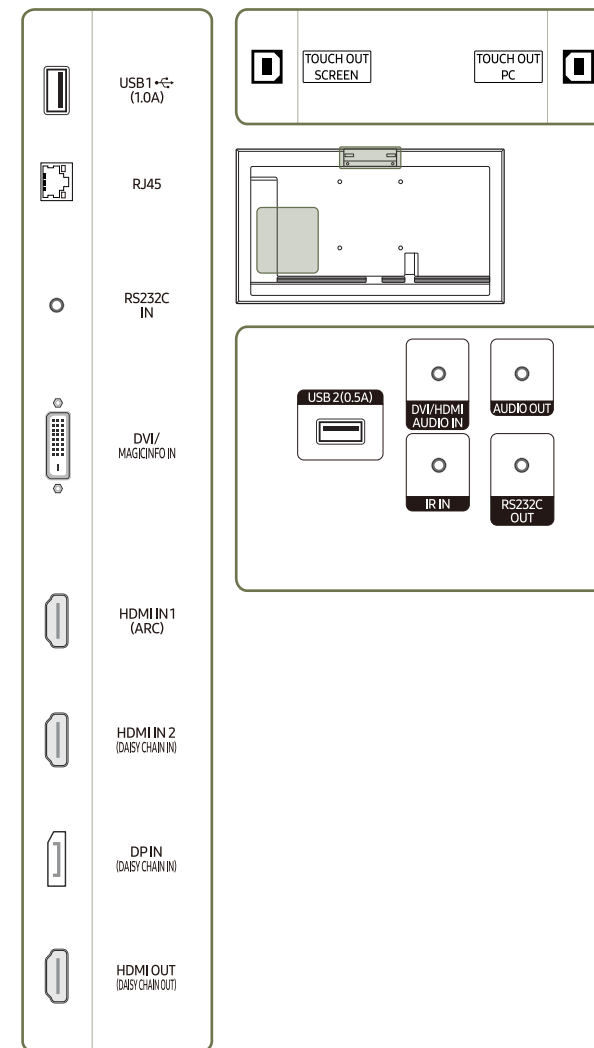 USB 1
(1.0A)
RJ45
RS232C
IN
DVI/
MAGICINFO IN
HDMI IN 1
(ARC)
HDMI IN 2
(DAISY CHAIN IN)
DP IN
(DAISY CHAIN IN)
HDMI OUT
(DAISY CHAIN OUT)
TOUCH OUT
SCREEN
TOUCH OUT
PC
USB 2(0.5A)
DVI/HDMI
AUDIO IN
AUDIO OUT
IR IN
RS232C
OUT